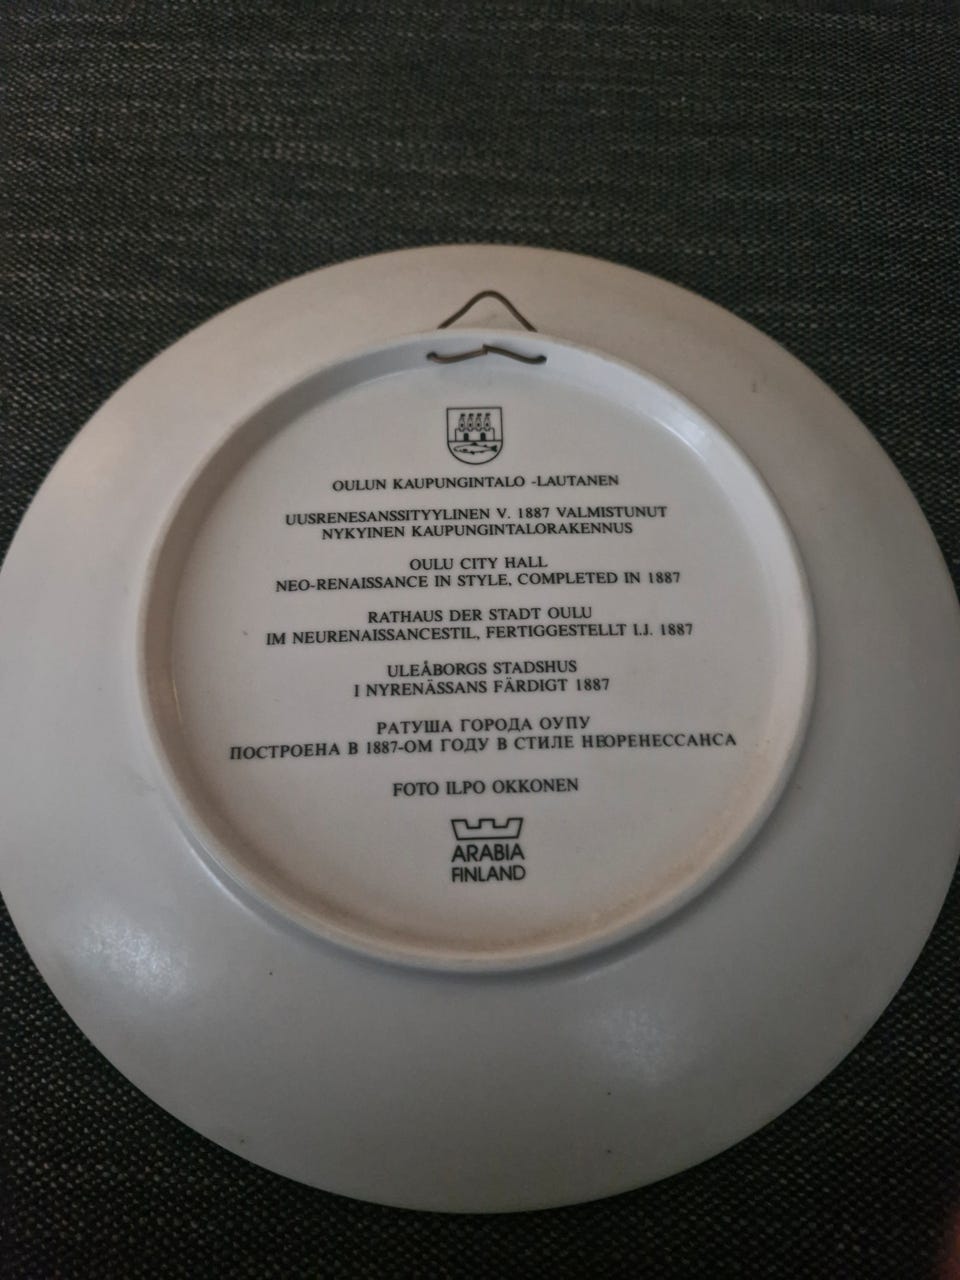 OULUN KAUPUNGINTALO -LAUTANEN
UUSRENESANSSITYYLINEN V. 1887 VALMISTUNUT
NYKYINEN KAUPUNGINTALORAKENNUS
OULU CITY HALL
NEO-RENAISSANCE IN STYLE, COMPLETED IN 1887
RATHAUS DER STADT OULU
IM NEURENAISSANCESTIL, FERTIGGESTELLT I.J. 1887
ULEÅBORGS STADSHUS
I NYRENÄSSANS FÄRDIGT 1887
РАТУША ГОРОДА ОУПУ
ПОСТРОЕНА В 1887-ОМ ГОДУ В СТИЛЕ НЕОРЕНЕССАНСА
FOTO ILPO OKKONEN
ARABIA
FINLAND